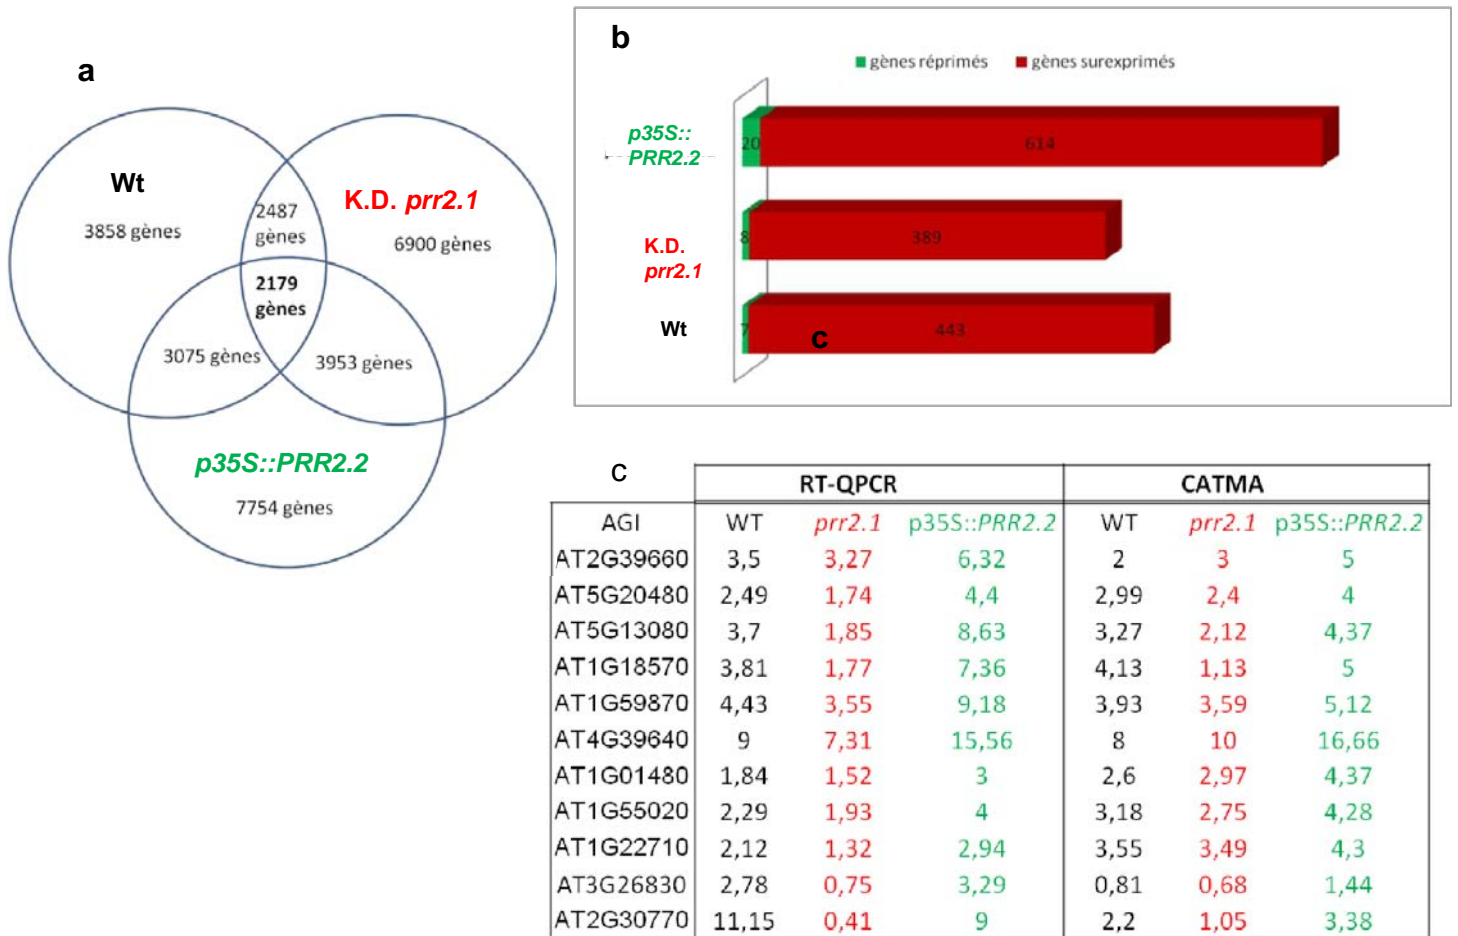 a
Wt
3858 gènes
2487
gènes
K.D. prr2.1
6900 gènes
2179
gènes
3075 gènes
3953 gènes
p35S::PRR2.2
7754 gènes
b
gènes réprimés gènes surexprimés
p35S::
PRR2.2
20 614
K.D.
prr2.1
8 389
Wt
7 443
c
c
RT-QPCR CATMA
AGI WT prr2.1 p35S::PRR2.2 WT prr2.1 p35S::PRR2.2
AT2G39660 3,5 3,27 6,32 2 3 5
AT5G20480 2,49 1,74 4,4 2,99 2,4 4
AT5G13080 3,7 1,85 8,63 3,27 2,12 4,37
AT1G18570 3,81 1,77 7,36 4,13 1,13 5
AT1G59870 4,43 3,55 9,18 3,93 3,59 5,12
AT4G39640 9 7,31 15,56 8 10 16,66
AT1G01480 1,84 1,52 3 2,6 2,97 4,37
AT1G55020 2,29 1,93 4 3,18 2,75 4,28
AT1G22710 2,12 1,32 2,94 3,55 3,49 4,3
AT3G26830 2,78 0,75 3,29 0,81 0,68 1,44
AT2G30770 11,15 0,41 9 2,2 1,05 3,38